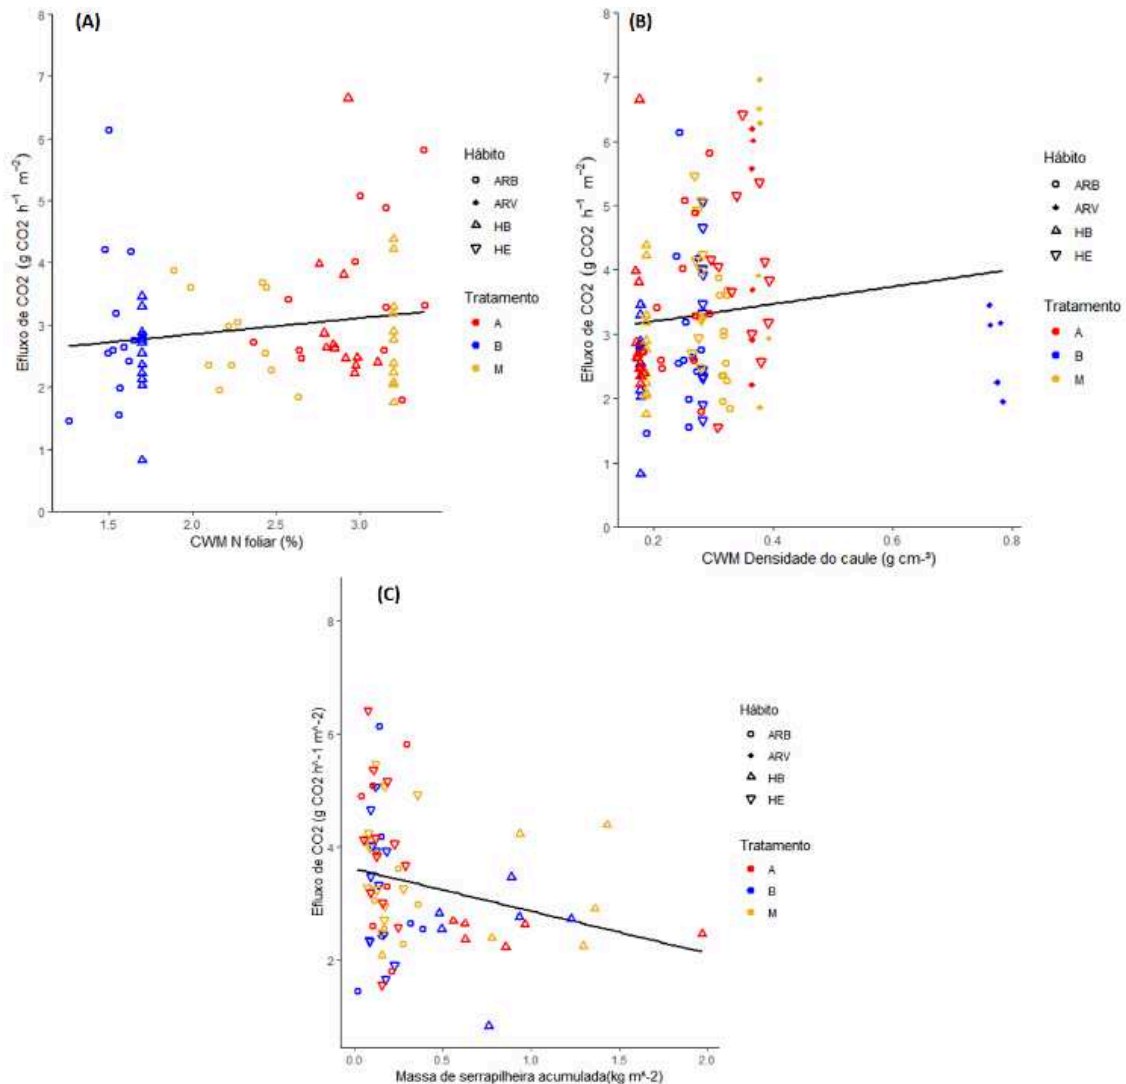 (A)
8
7
6
5
4
3
2
1
0
Efluxo de CO2 (g CO2 h⁻¹ m⁻²)
1.5 2.0 2.5 3.0
CWM N foliar (%)
Hábito
ARB
ARV
HB
HE
Tratamento
A
B
M
(B)
8
7
6
5
4
3
2
1
0
Efluxo de CO2 (g CO2 h⁻¹ m⁻²)
0.2 0.4 0.6 0.8
CWM Densidade do caule (g cm-³)
Hábito
ARB
ARV
HB
HE
Tratamento
A
B
M
(C)
8
6
4
2
Efluxo de CO2 (g CO2 h^-1 m^-2)
0.0 0.5 1.0 1.5 2.0
Massa de serrapilheira acumulada(kg m^-2)
Hábito
ARB
ARV
HB
HE
Tratamento
A
B
M